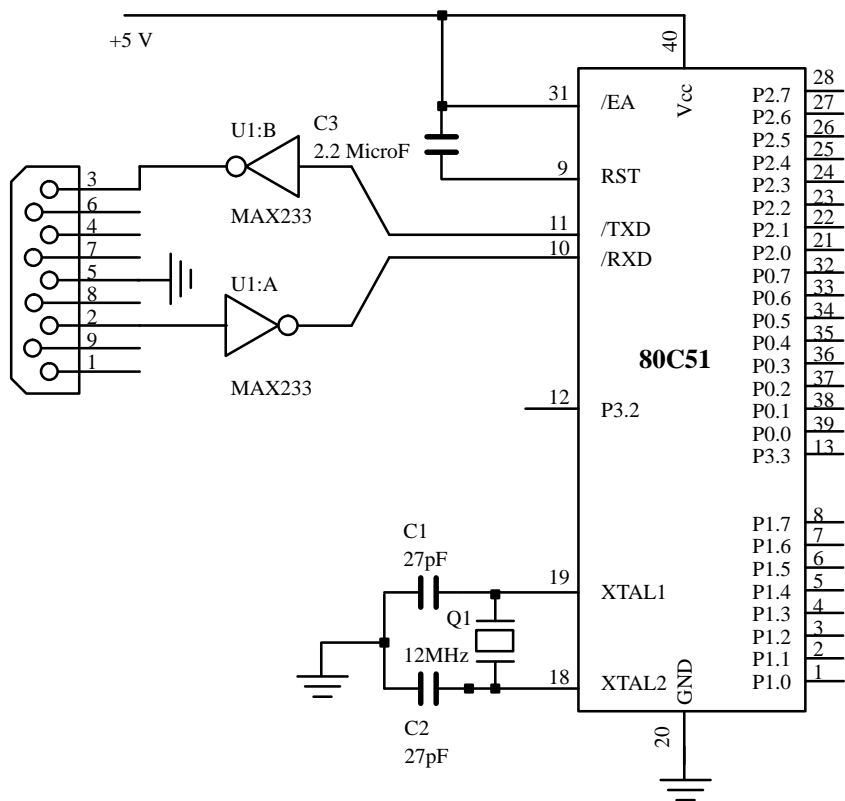 +5 V
40
Vcc
31
/EA
U1:B
C3
2.2 MicroF
MAX233
9
RST
11
/TXD
10
/RXD
3
6
4
7
5
8
2
9
1
U1:A
MAX233
80C51
12
P3.2
P2.7
28
P2.6
27
P2.5
26
P2.4
25
P2.3
24
P2.2
23
P2.1
22
P2.0
21
P0.7
32
P0.6
33
P0.5
34
P0.4
35
P0.3
36
P0.2
37
P0.1
38
P0.0
39
P3.3
13
P1.7
8
P1.6
7
P1.5
6
P1.4
5
P1.3
4
P1.2
3
P1.1
2
P1.0
1
C1
27pF
19
XTAL1
Q1
12MHz
18
XTAL2
C2
27pF
GND
20